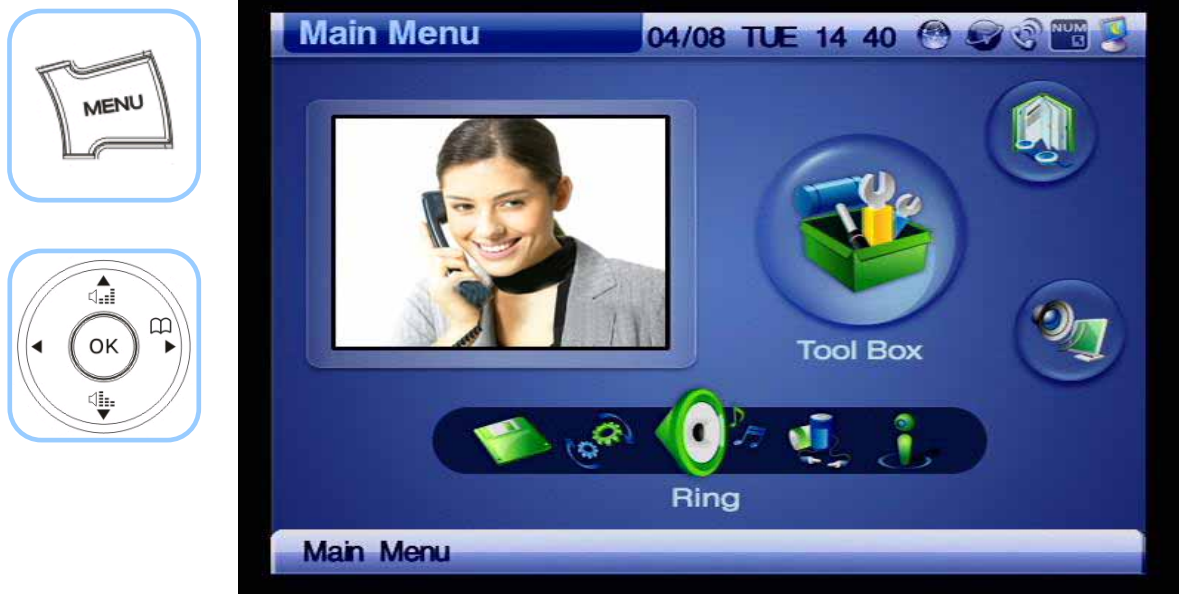 MENU
OK
Main Menu 04/08 TUE 14 40 NUM
Tool Box
Ring
Main Menu